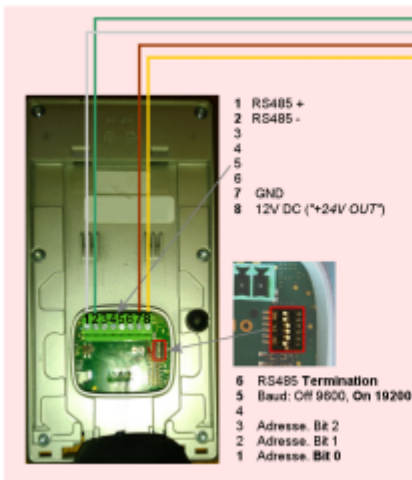 1 RS485 +
2 RS485 -
3
4
5
6
7 GND
8 12V DC ("+24V OUT")
12345678
6 RS485 Termination
5 Baud: Off 9600, On 19200
4
3 Adresse. Bit 2
2 Adresse. Bit 1
1 Adresse. Bit 0